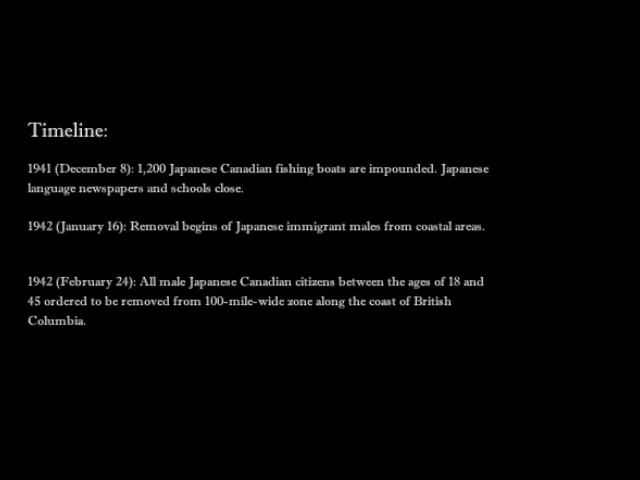 Timeline:
1941 (December 8): 1,200 Japanese Canadian fishing boats are impounded. Japanese
language newspapers and schools close.
1942 (January 16): Removal begins of Japanese immigrant males from coastal areas.
1942 (February 24): All male Japanese Canadian citizens between the ages of 18 and
45 ordered to be removed from 100-mile-wide zone along the coast of British
Columbia.